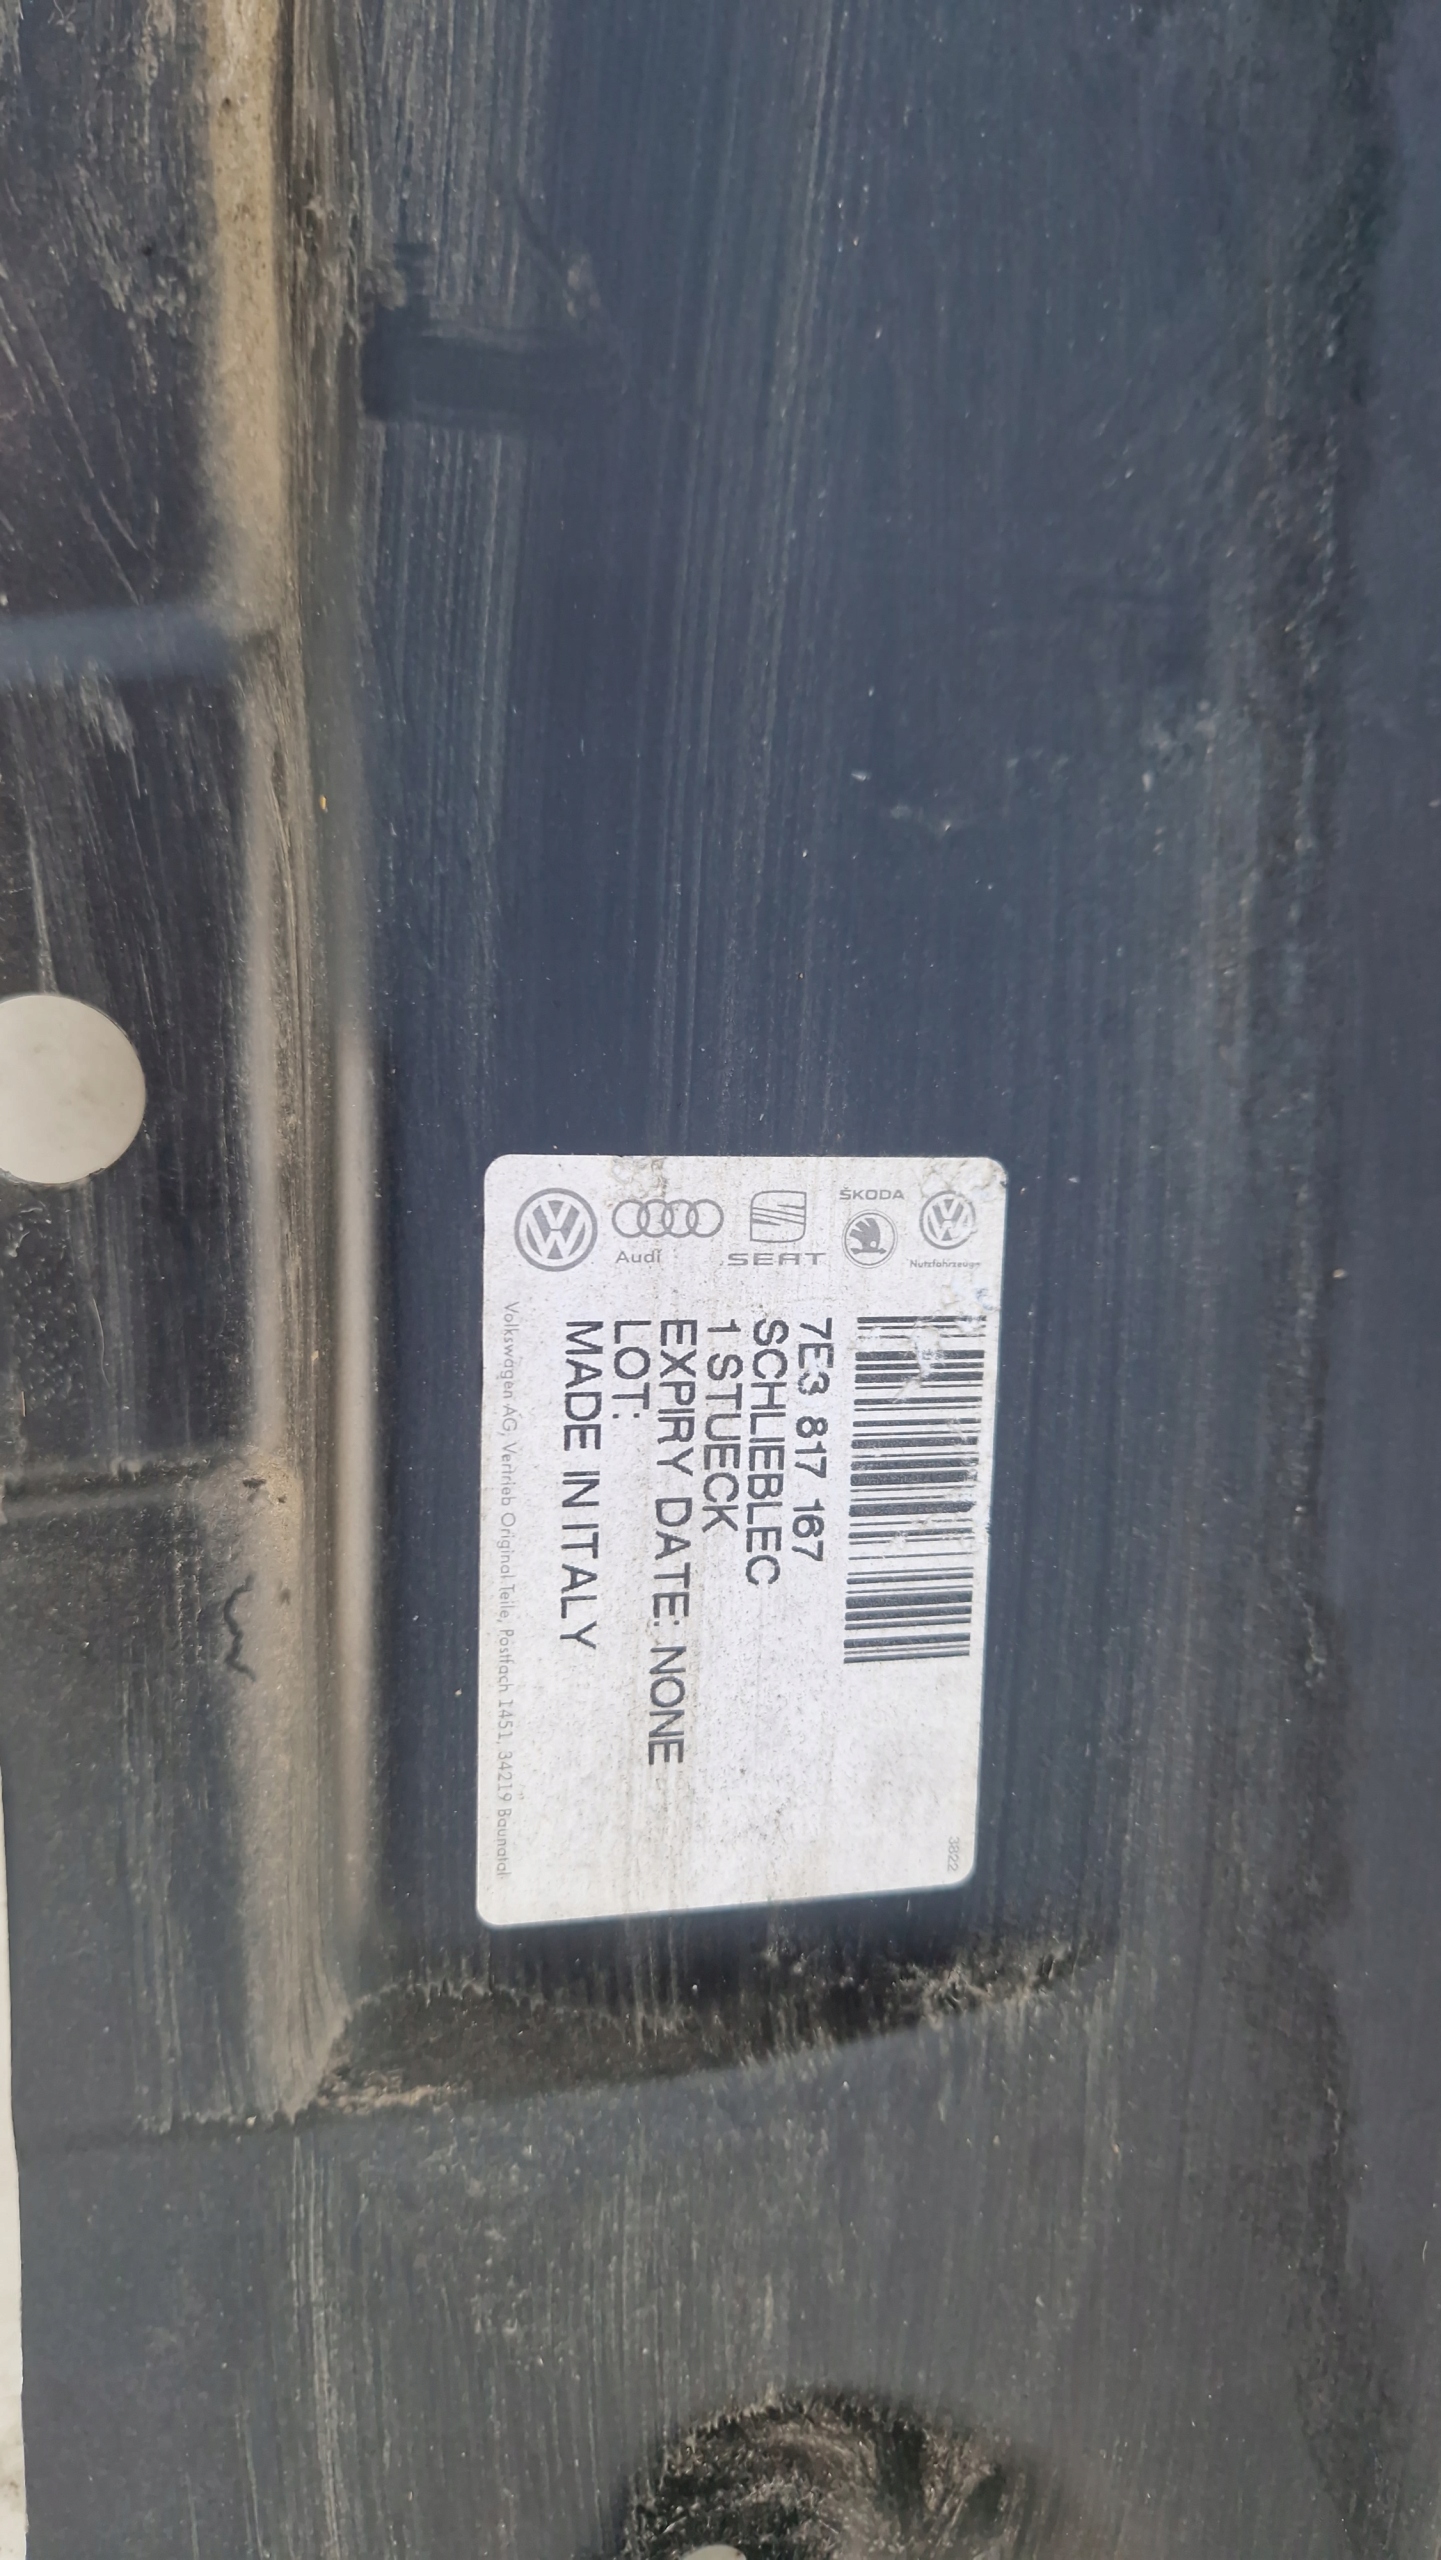 Audi
SEAT
ŠKODA
Nutzfahrzeuge
7E3 817 167
SCHLIEBLEC
1 STUECK
EXPIRY DATE: NONE
LOT:
MADE IN ITALY
Volkswagen AG, Vertrieb Original Teile, Postfach 1451, 34219 Baunatal
3822